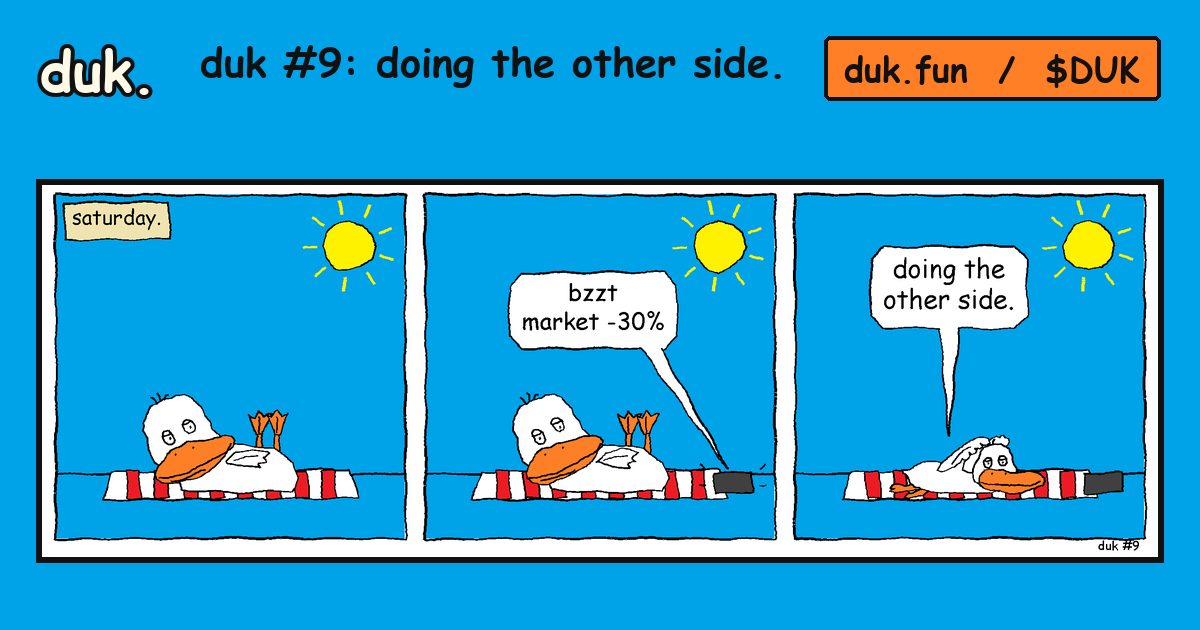 duk.
duk #9: doing the other side.
duk.fun / $DUK
saturday.
bzzt
market -30%
doing the
other side.
duk #9